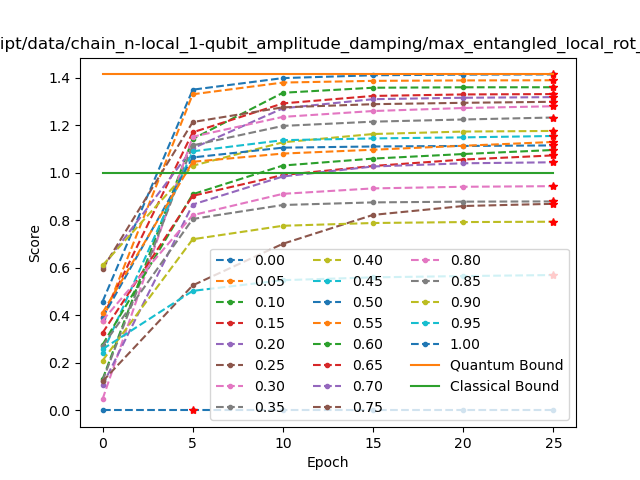 ipt/data/chain_n-local_1-qubit_amplitude_damping/max_entangled_local_rot_
1.4
1.2
1.0
0.8
0.6
0.4
0.2
0.0
Score
0.00 0.40 0.80
0.05 0.45 0.85
0.10 0.50 0.90
0.15 0.55 0.95
0.20 0.60 1.00
0.25 0.65 Quantum Bound
0.30 0.70 Classical Bound
0.35 0.75
0 5 10 15 20 25
Epoch